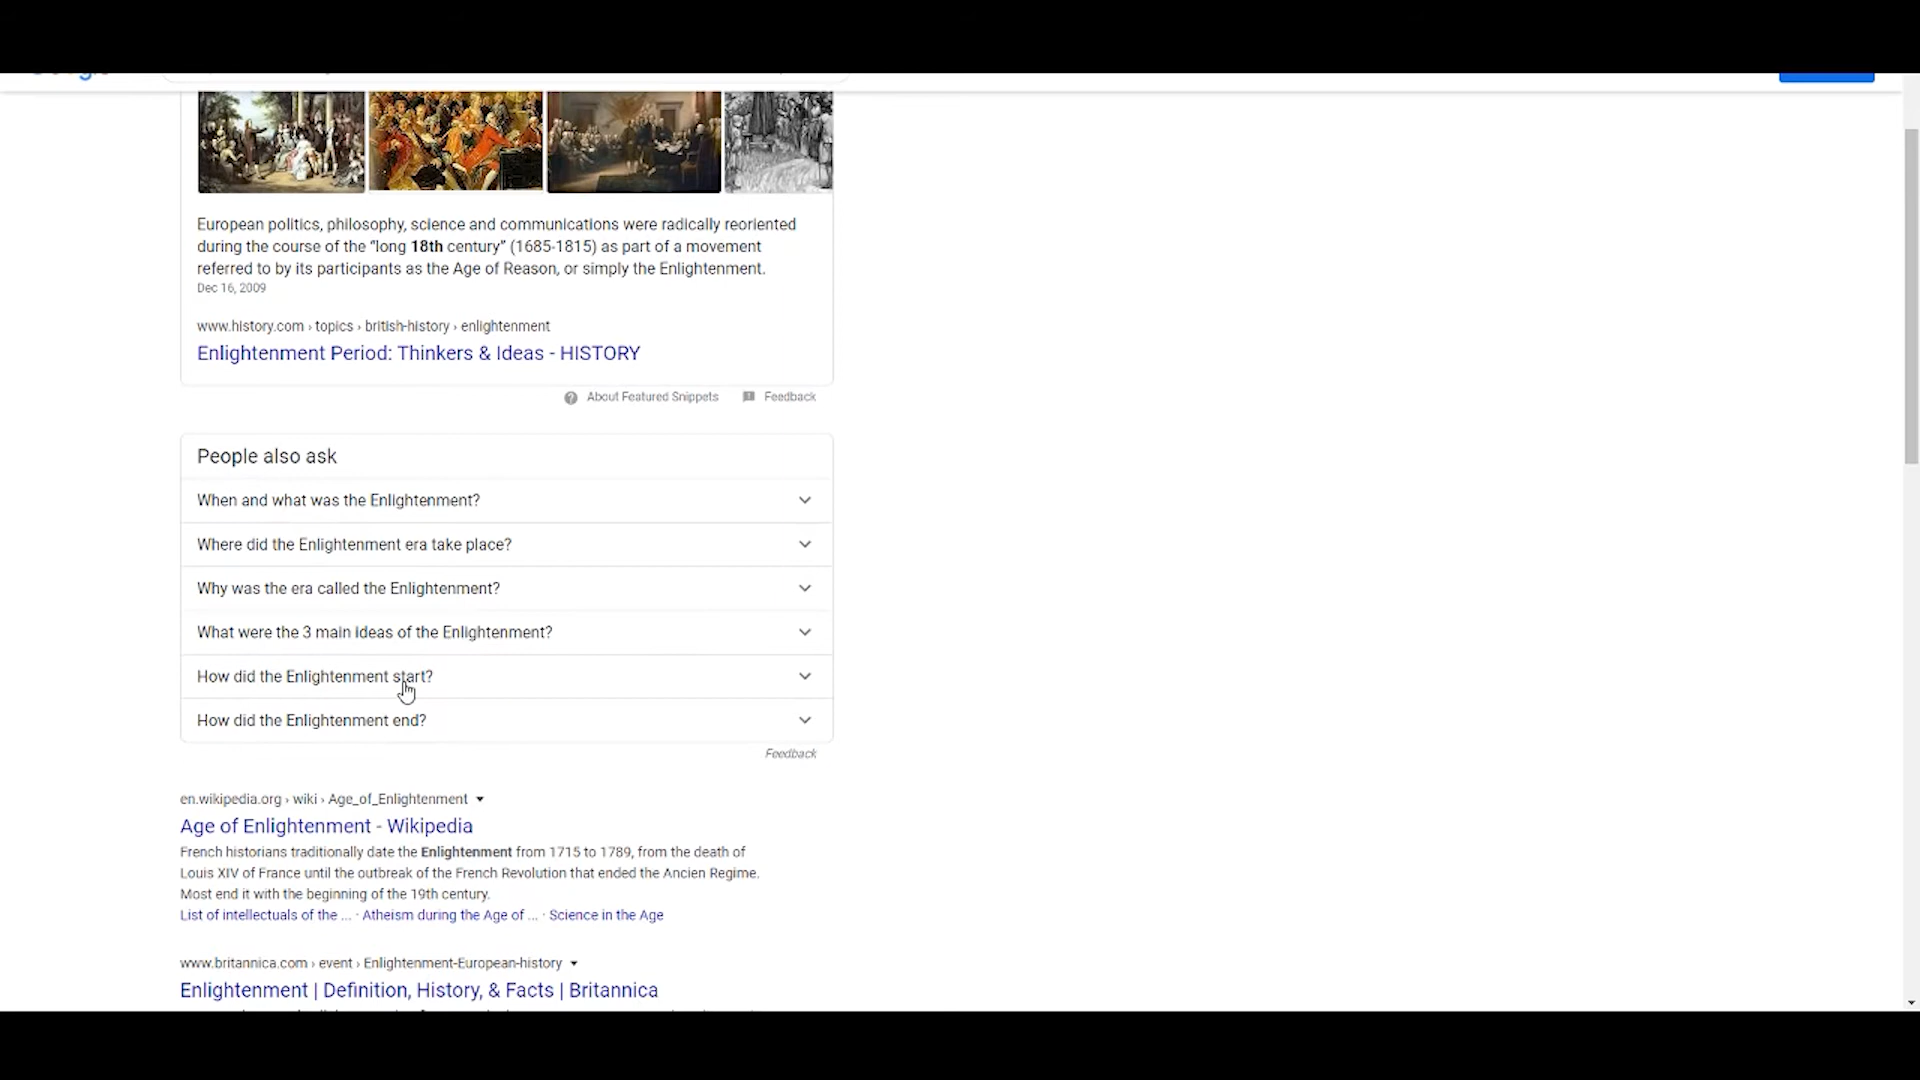 European politics, philosophy, science and communications were radically reoriented
during the course of the “long 18th century” (1685-1815) as part of a movement
referred to by its participants as the Age of Reason, or simply the Enlightenment.
Dec 16, 2009
www.history.com › topics › british-history › enlightenment
Enlightenment Period: Thinkers & Ideas - HISTORY
About Featured Snippets Feedback
People also ask
When and what was the Enlightenment?
Where did the Enlightenment era take place?
Why was the era called the Enlightenment?
What were the 3 main ideas of the Enlightenment?
How did the Enlightenment start?
How did the Enlightenment end?
Feedback
en.wikipedia.org › wiki › Age_of_Enlightenment
Age of Enlightenment - Wikipedia
French historians traditionally date the Enlightenment from 1715 to 1789, from the death of
Louis XIV of France until the outbreak of the French Revolution that ended the Ancien Regime.
Most end it with the beginning of the 19th century.
List of intellectuals of the ... · Atheism during the Age of ... · Science in the Age
www.britannica.com › event › Enlightenment-European-history
Enlightenment | Definition, History, & Facts | Britannica